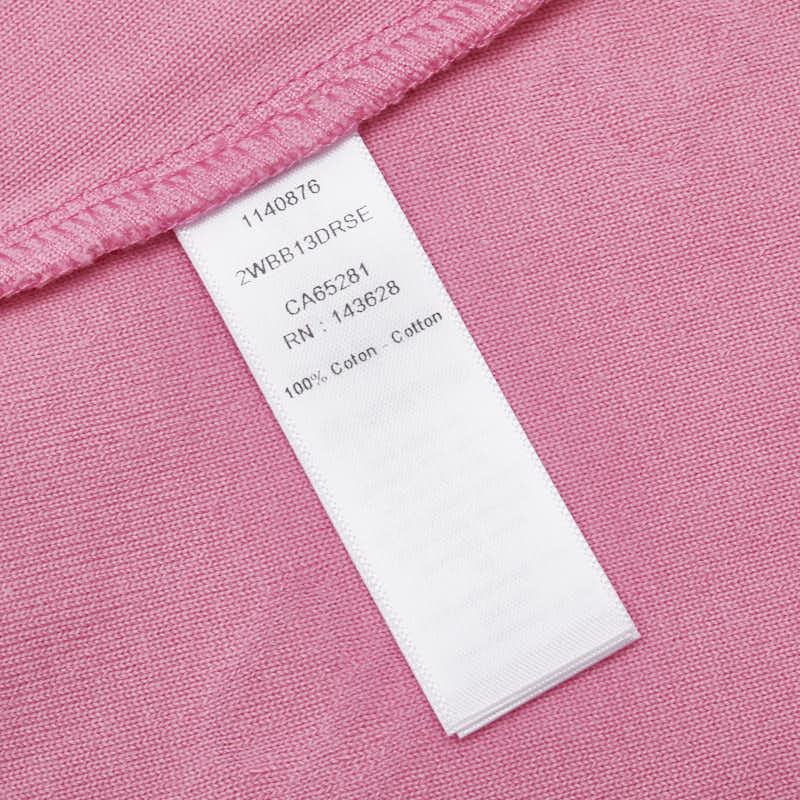 1140876
2WBB13DRSE
CA65281
RN : 143628
100% Coton - Cotton